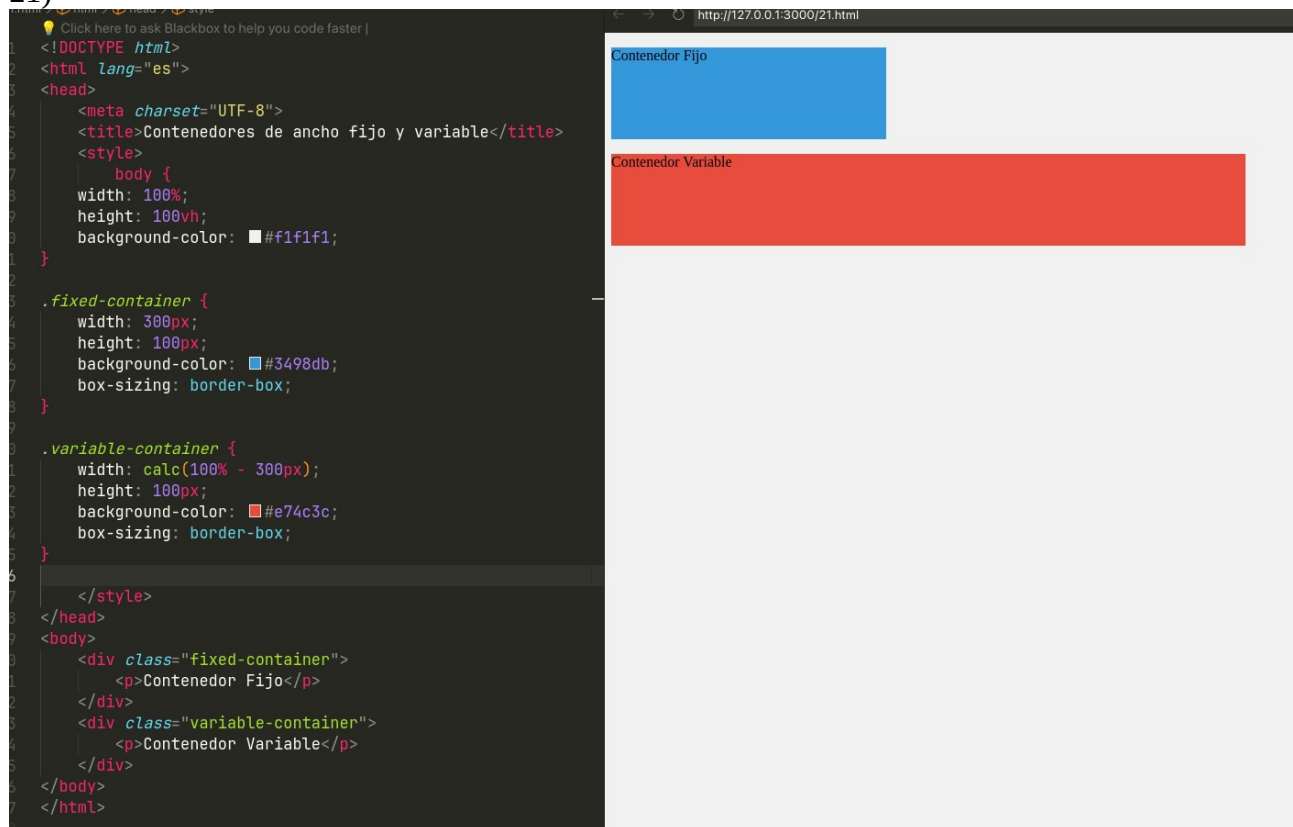 21)
Click here to ask Blackbox to help you code faster |
<!DOCTYPE html>
<html lang="es">
<head>
<meta charset="UTF-8">
<title>Contenedores de ancho fijo y variable</title>
<style>
body {
width: 100%;
height: 100vh;
background-color: #f1f1f1;
}
.fixed-container {
width: 300px;
height: 100px;
background-color: #3498db;
box-sizing: border-box;
}
.variable-container {
width: calc(100% - 300px);
height: 100px;
background-color: #e74c3c;
box-sizing: border-box;
}
</style>
</head>
<body>
<div class="fixed-container">
<p>Contenedor Fijo</p>
</div>
<div class="variable-container">
<p>Contenedor Variable</p>
</div>
</body>
</html>
http://127.0.0.1:3000/21.html
Contenedor Fijo
Contenedor Variable